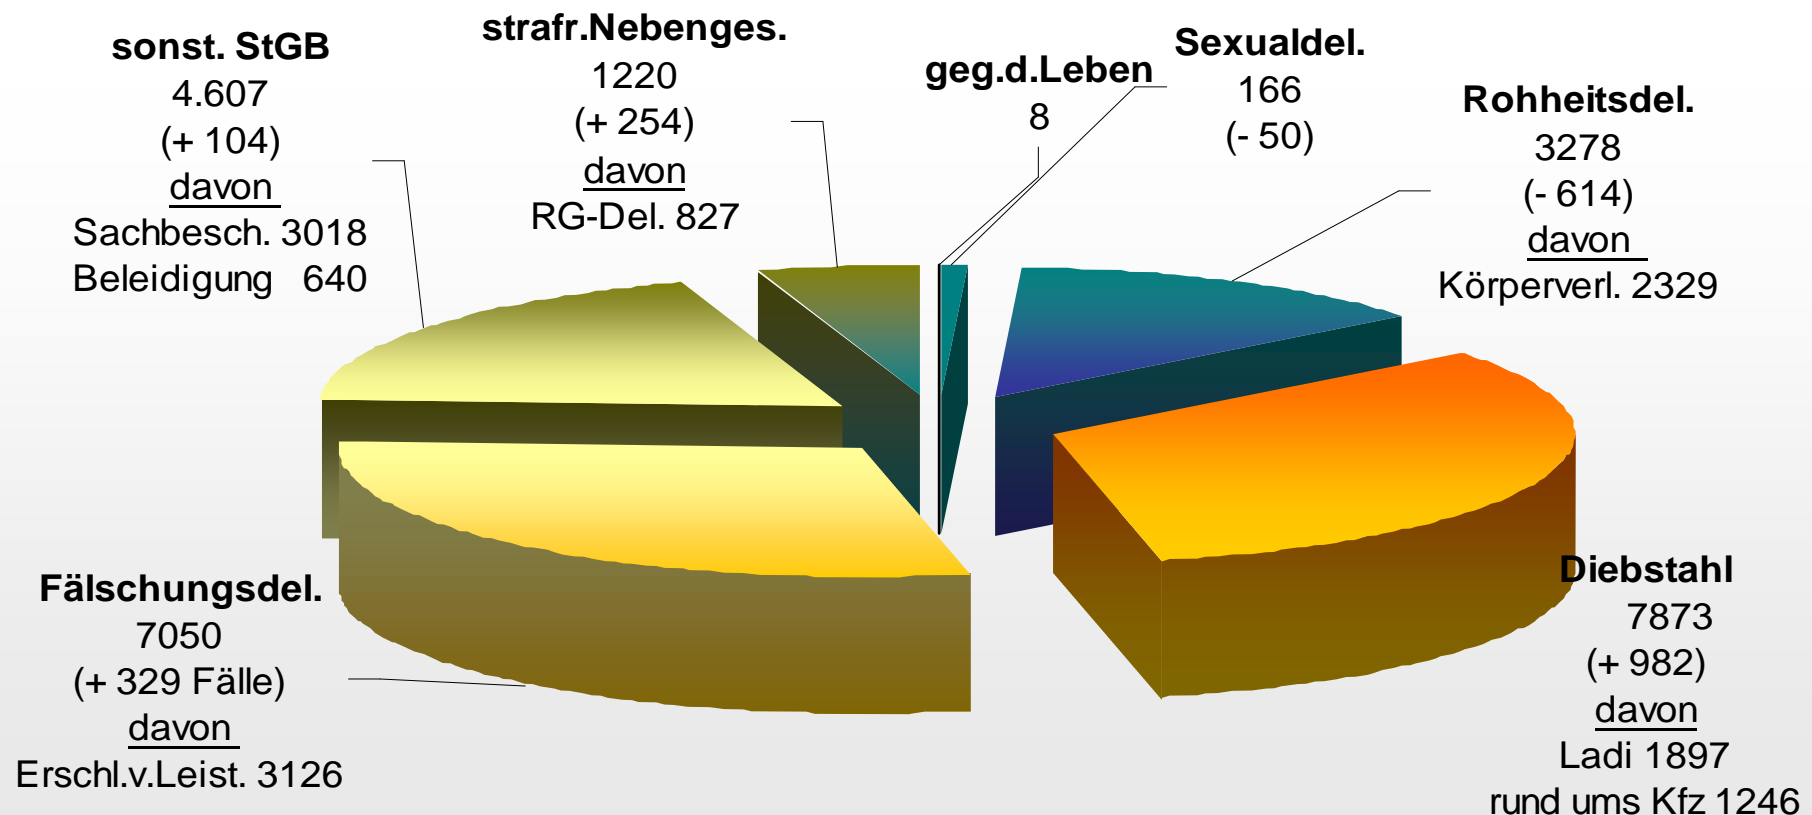 sonst. StGB
4.607
(+ 104)
davon
Sachbesch. 3018
Beleidigung 640
strafr.Nebenges.
1220
(+ 254)
davon
RG-Del. 827
geg.d.Leben
8
Sexualdel.
166
(- 50)
Rohheitsdel.
3278
(- 614)
davon
Körperverl. 2329
Fälschungsdel.
7050
(+ 329 Fälle)
davon
Erschl.v.Leist. 3126
Diebstahl
7873
(+ 982)
davon
Ladi 1897
rund ums Kfz 1246